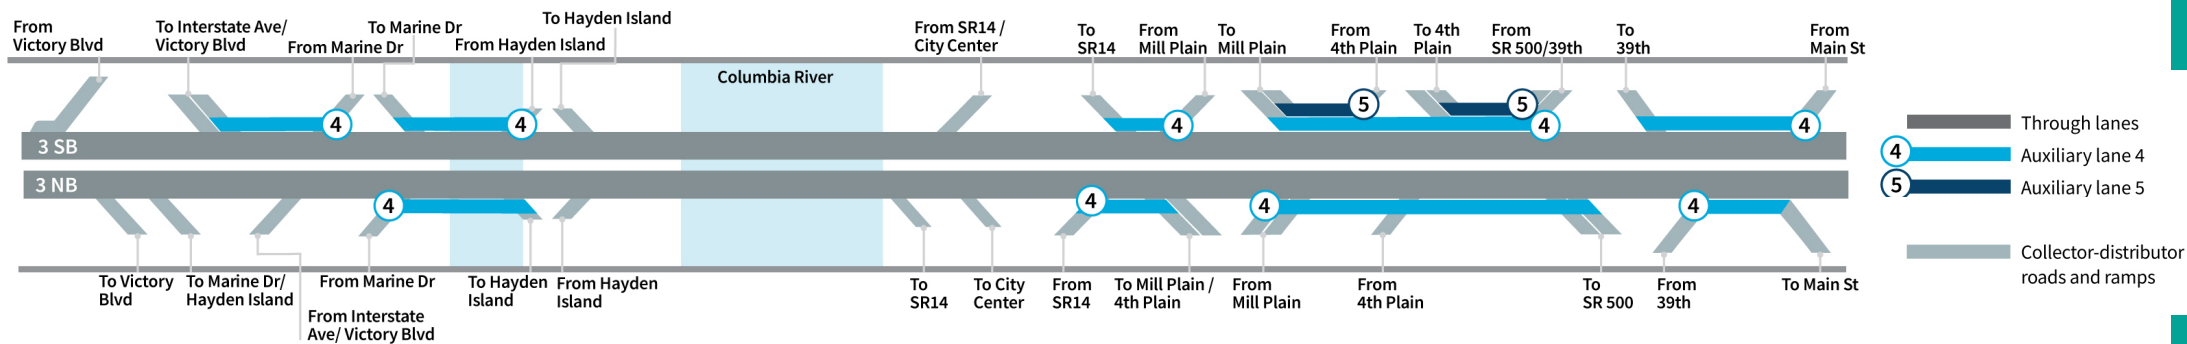 From
Victory Blvd
To Interstate Ave/
Victory Blvd
From Marine Dr
To Marine Dr
From Hayden Island
To Hayden Island
From SR14 /
City Center
To
SR14
From
Mill Plain
To
Mill Plain
From
4th Plain
To 4th
Plain
From
SR 500/39th
To
39th
From
Main St
Columbia River
5
5
4
4
4
4
4
3 SB
3 NB
4
4
4
4
To Victory
Blvd
To Marine Dr/
Hayden Island
From Interstate
Ave/ Victory Blvd
From Marine Dr
To Hayden
Island
From Hayden
Island
To
SR14
To City
Center
From
SR14
To Mill Plain /
4th Plain
From
Mill Plain
From
4th Plain
To
SR 500
From
39th
To Main St
Through lanes
4 Auxiliary lane 4
5 Auxiliary lane 5
Collector-distributor
roads and ramps